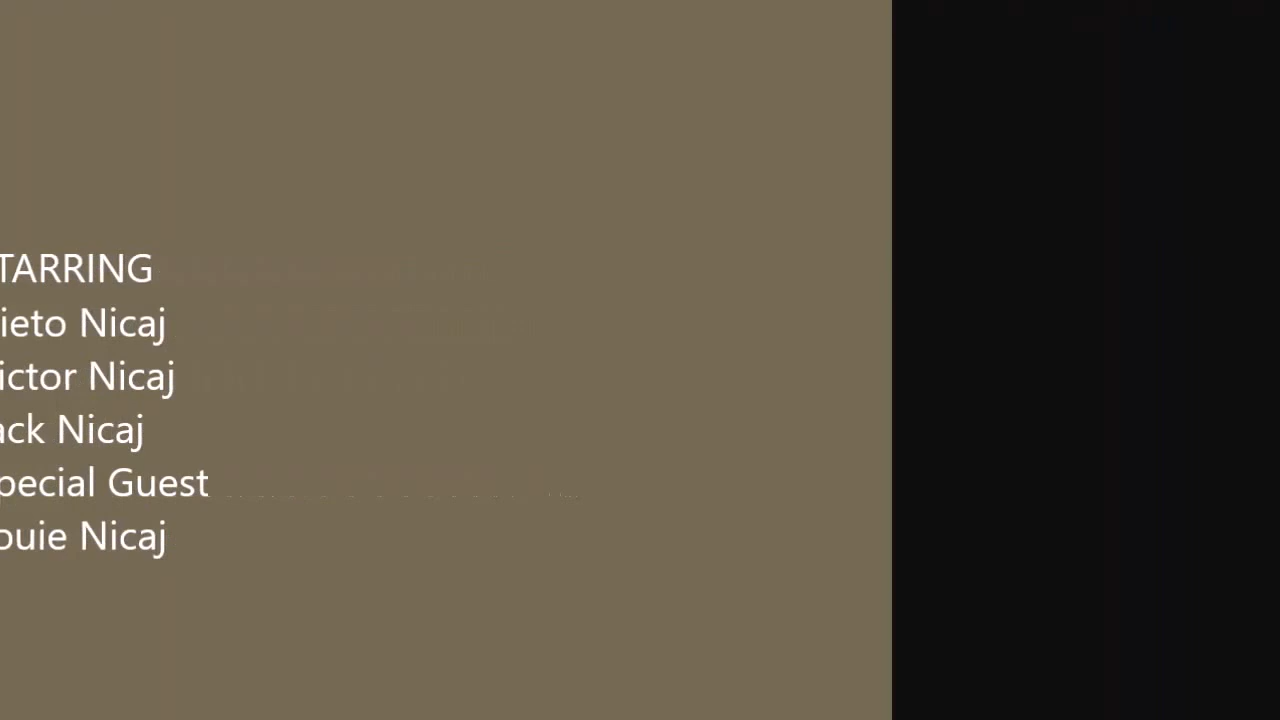 TARRING
ieto Nicaj
ictor Nicaj
ack Nicaj
pecial Guest
ouie Nicaj